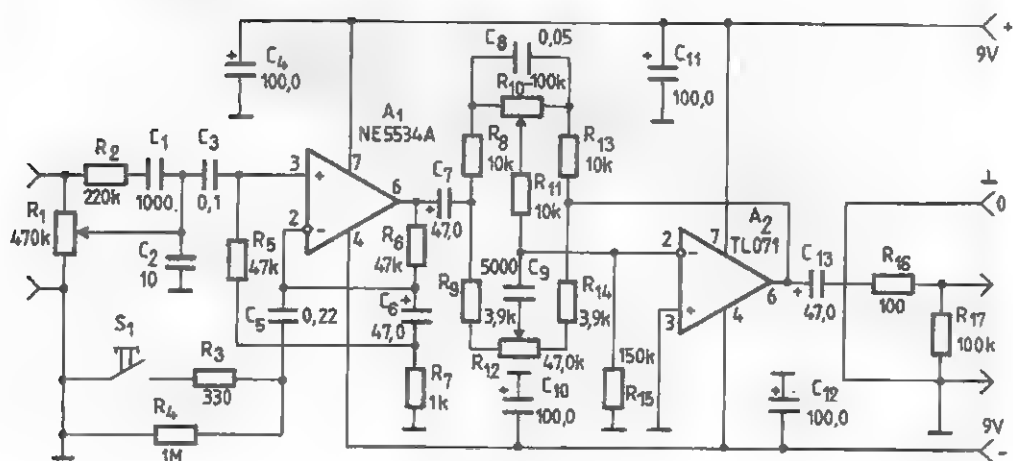 C8 0,05
+
C4
100,0
R10 100k
+
C11
100,0
9V
A1
NE5534A
R2
C1
C3
R8
10k
R13
10k
3
+
7
6
C7
R11
10k
⊥
0
220k
1000
0,1
2
-
4
+
47,0
R1
470k
A2
TL071
R5
47k
R6
47k
C2
10
5000
C9
2
-
7
C13
R16
R9
R14
6
C5
0,22
C6
+
47,0
3,9k
3,9k
3
+
4
+
47,0
100
R17
100k
S1
R12
47,0k
150k
R3
R7
1k
C10
+
100,0
R15
+
C12
100,0
330
R4
1M
9V
-